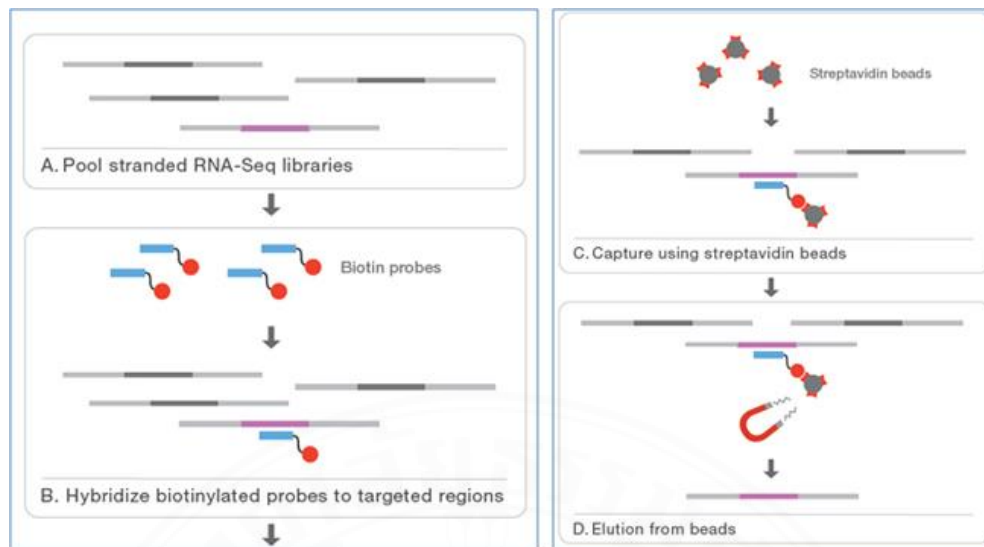 A. Pool stranded RNA-Seq libraries
Biotin probes
B. Hybridize biotinylated probes to targeted regions
Streptavidin beads
C. Capture using streptavidin beads
D. Elution from beads